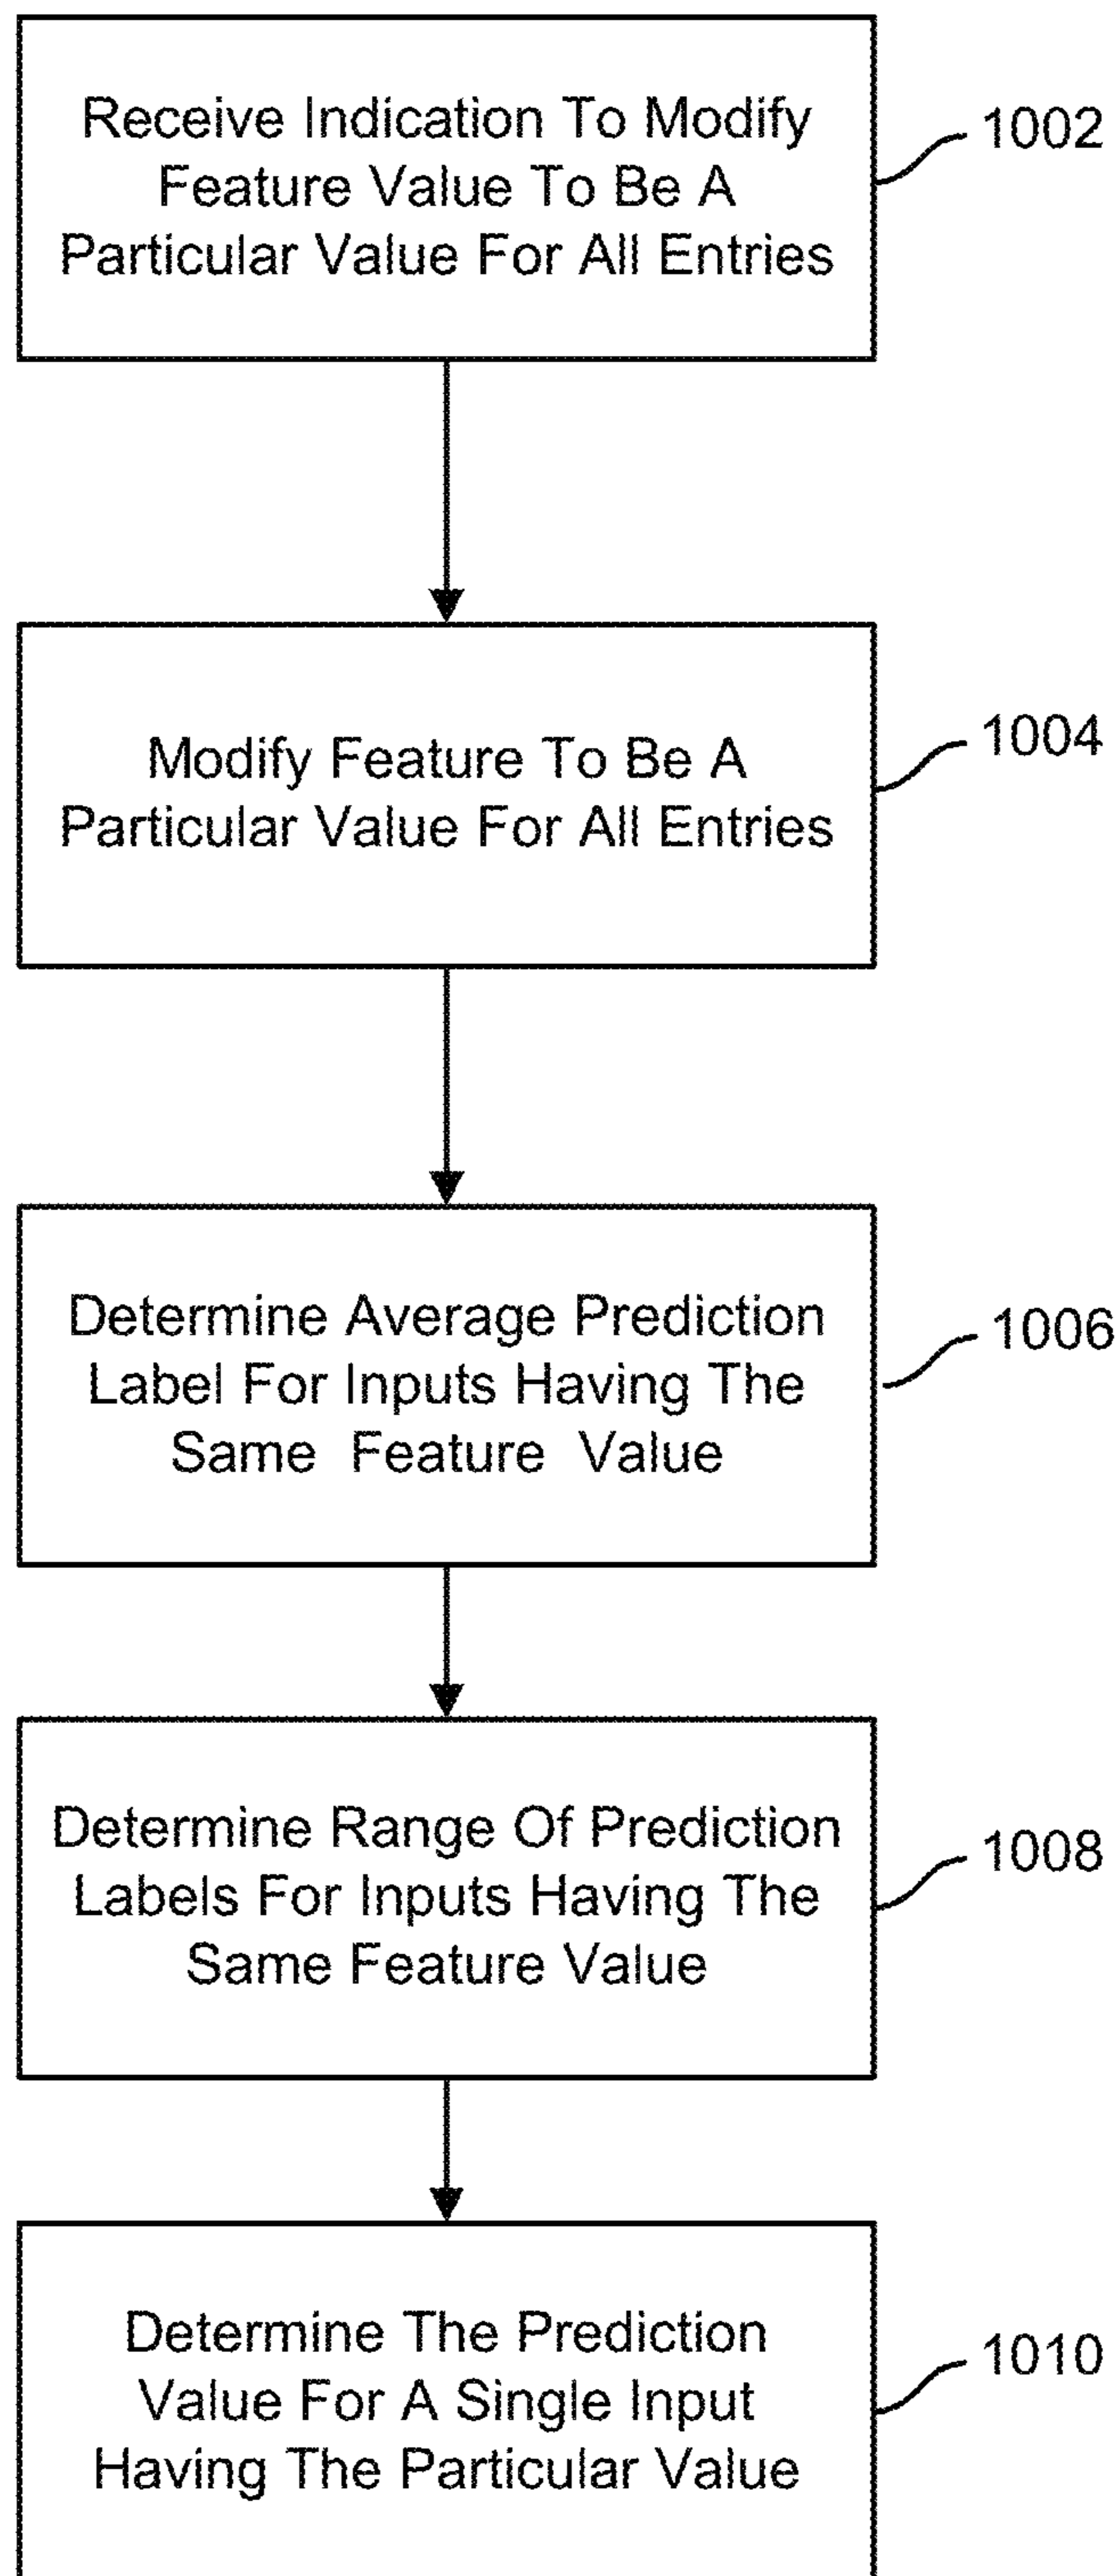 Receive Indication To Modify
Feature Value To Be A
Particular Value For All Entries
1002
Modify Feature To Be A
Particular Value For All Entries
1004
Determine Average Prediction
Label For Inputs Having The
Same Feature Value
1006
Determine Range Of Prediction
Labels For Inputs Having The
Same Feature Value
1008
Determine The Prediction
Value For A Single Input
Having The Particular Value
1010